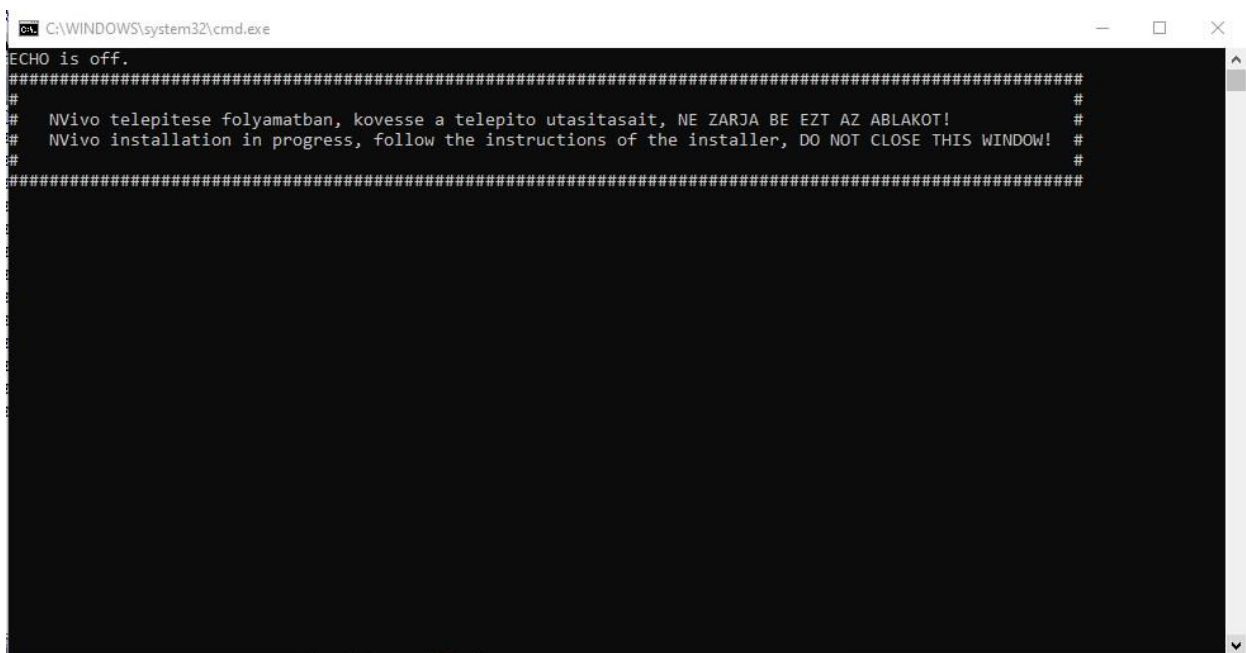 C:\WINDOWS\system32\cmd.exe
ECHO is off.
##########################################################################################################
#                                                                                                        #
#   NVivo telepitese folyamatban, kovesse a telepito utasitasait, NE ZARJA BE EZT AZ ABLAKOT!            #
#   NVivo installation in progress, follow the instructions of the installer, DO NOT CLOSE THIS WINDOW!  #
#                                                                                                        #
##########################################################################################################